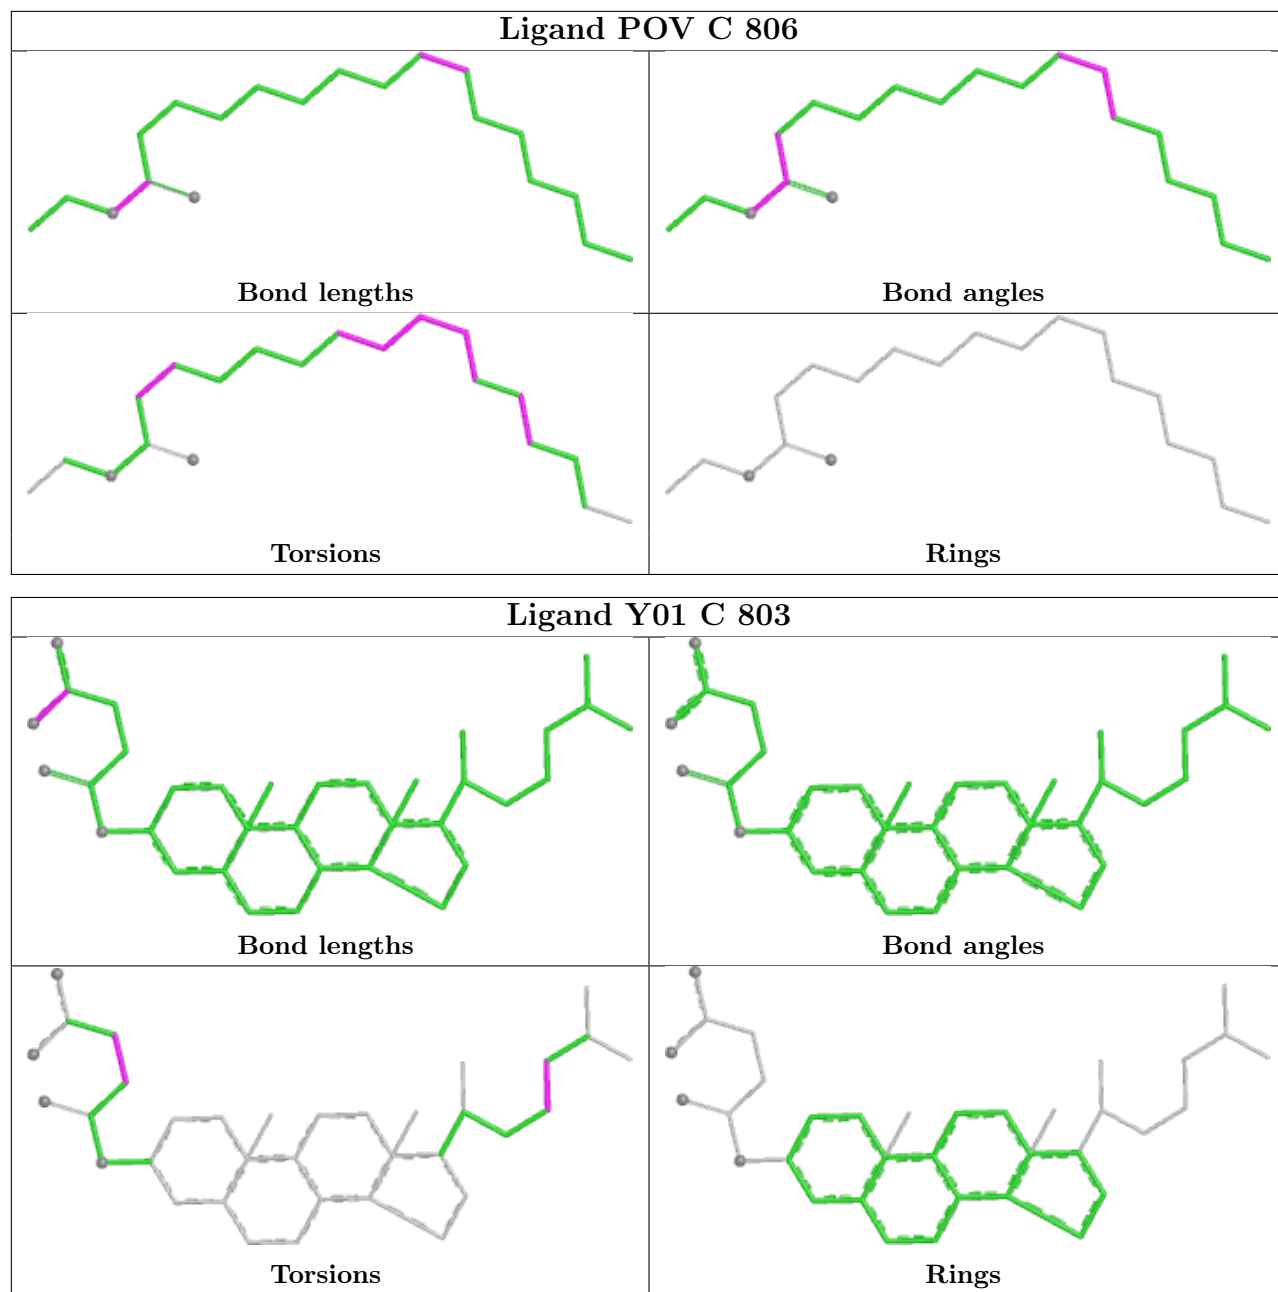 Ligand POV C 806
Bond lengths
Bond angles
Torsions
Rings
Ligand Y01 C 803
Bond lengths
Bond angles
Torsions
Rings